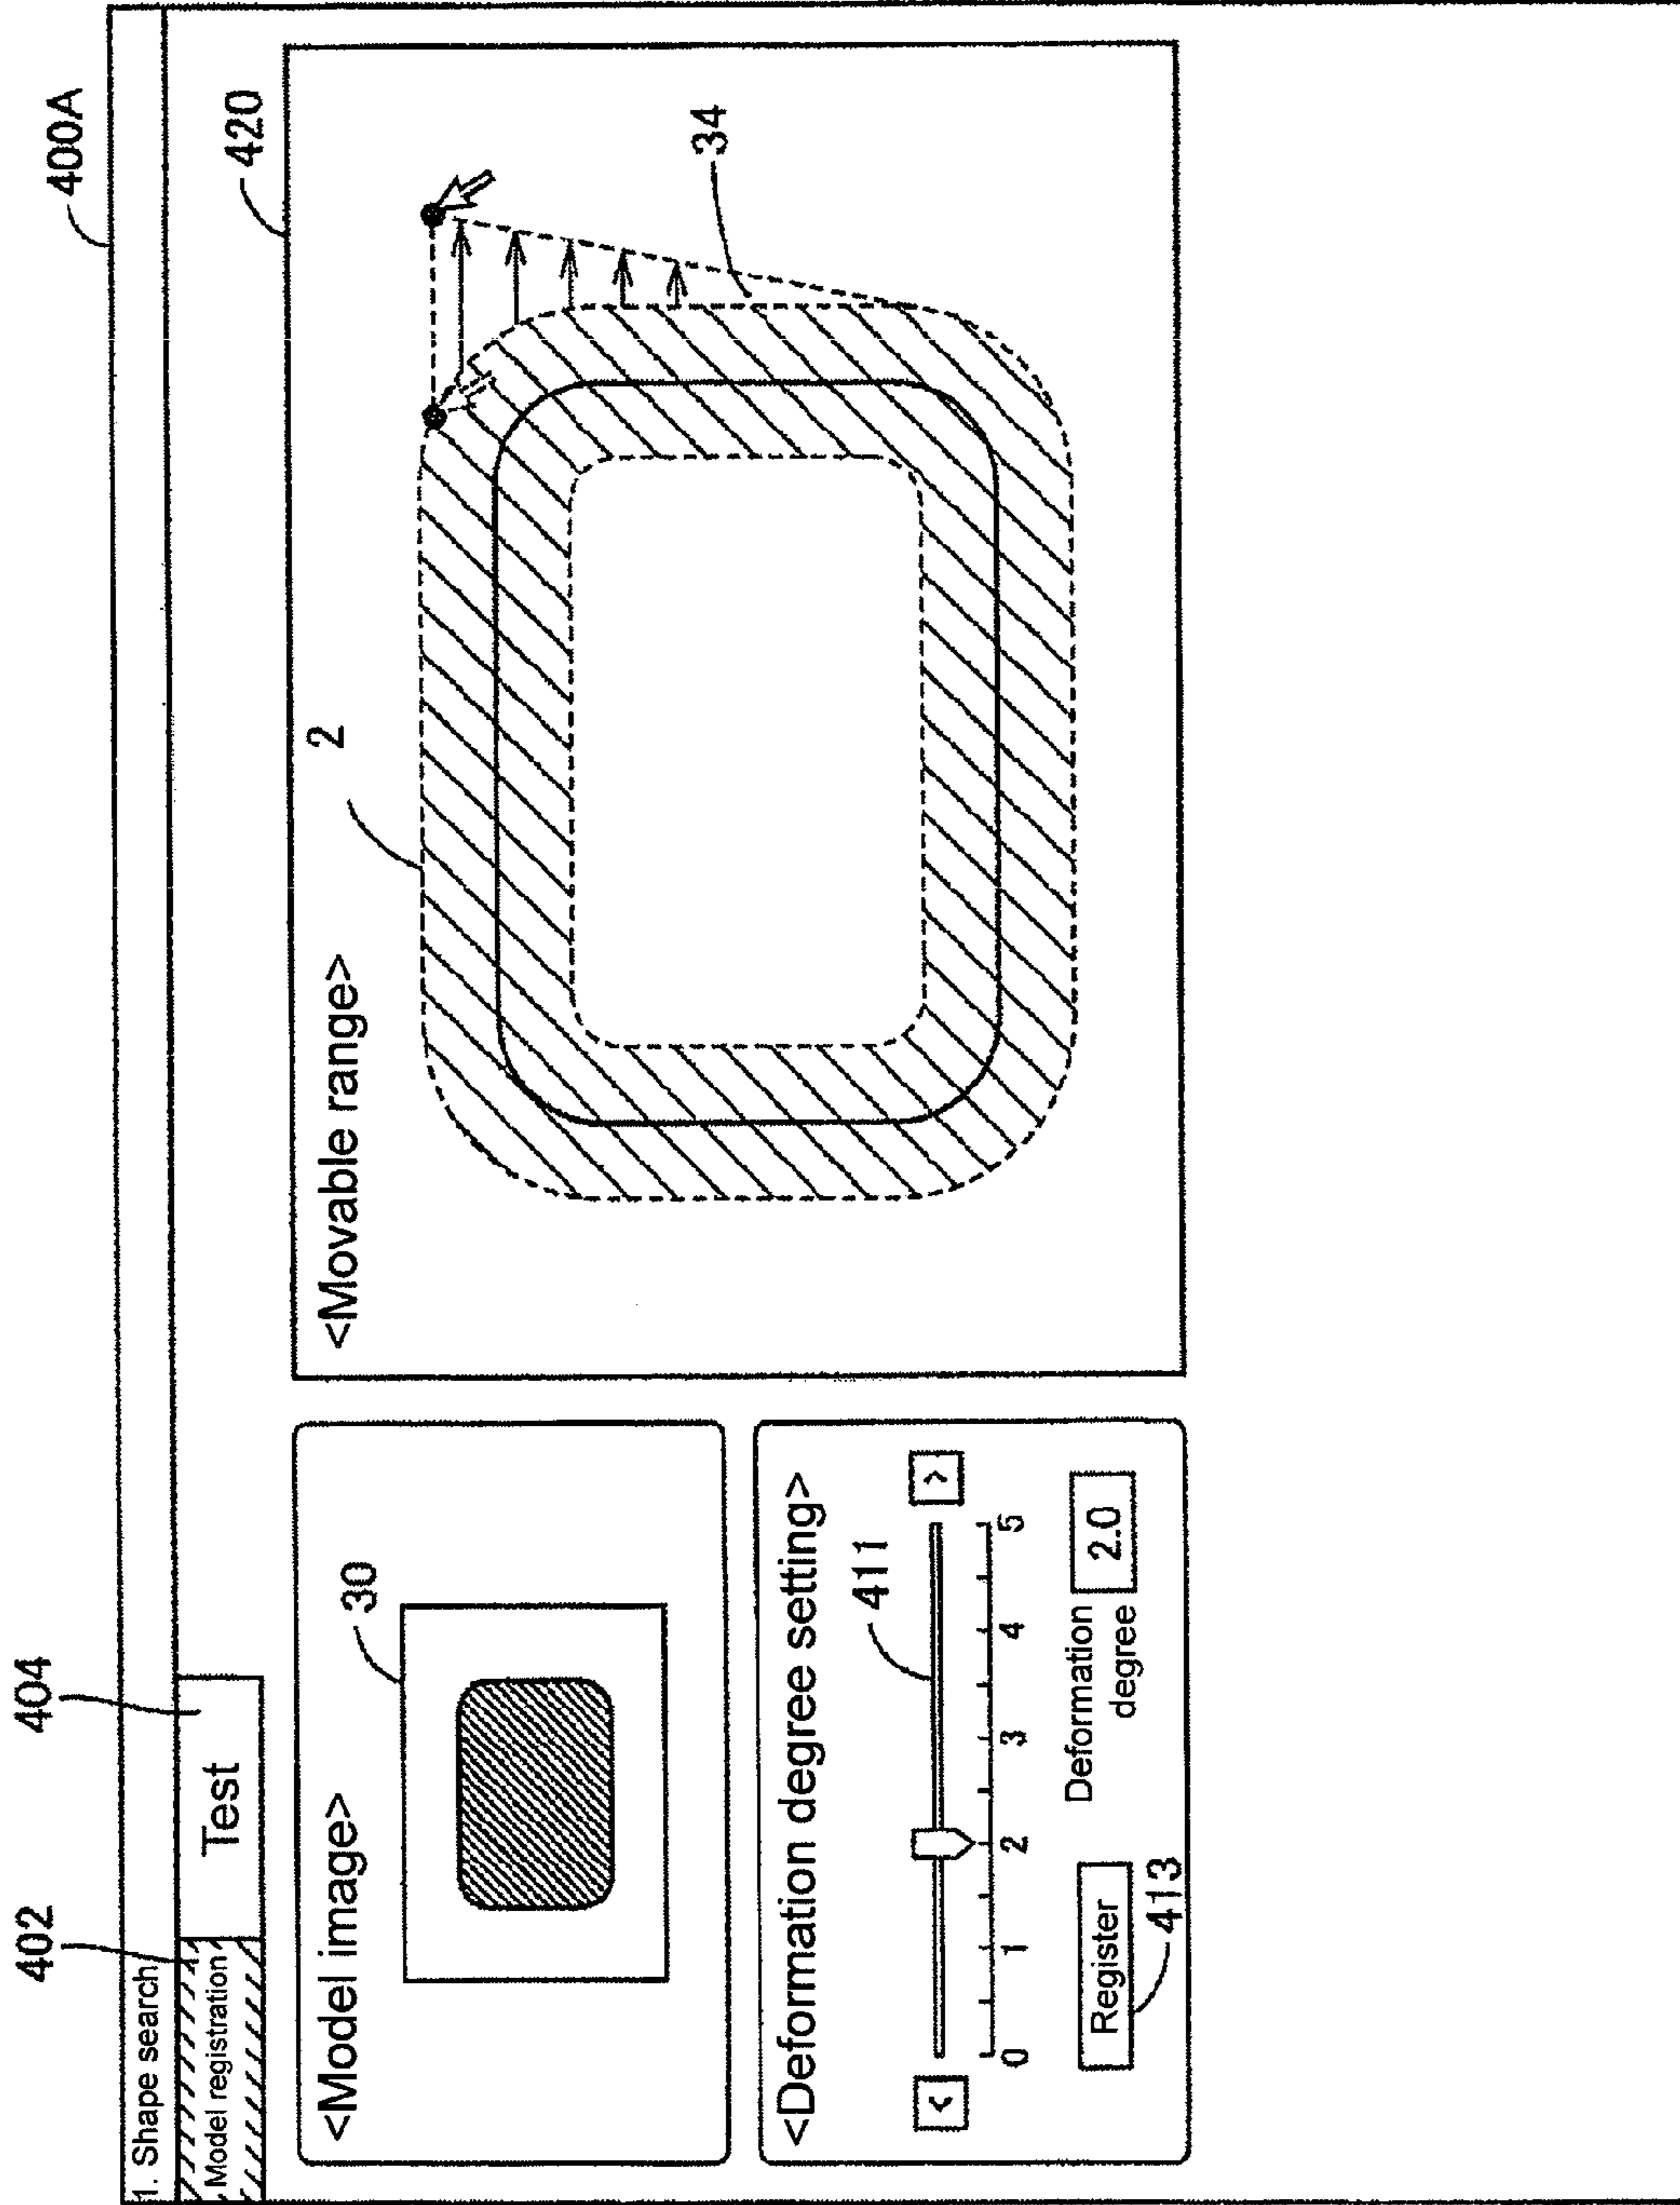 400A
1. Shape search
402
404
Model registration
Test
420
<Model image>
30
<Movable range>
2
34
<Deformation degree setting>
411
<
>
0 1 2 3 4 5
Register
413
Deformation
degree
2.0